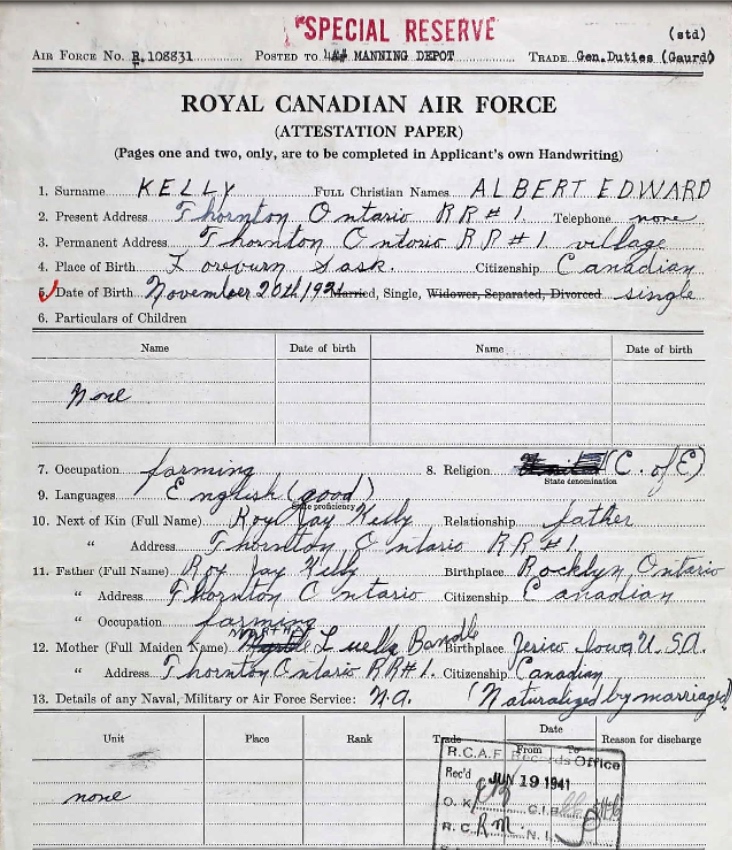 "SPECIAL RESERVE
(std)
AIR FORCE No. R.108831 POSTED TO MANNING DEPOT TRADE Gen.Duties (Gaurd)
ROYAL CANADIAN AIR FORCE
(ATTESTATION PAPER)
(Pages one and two, only, are to be completed in Applicant's own Handwriting)
1. Surname KELLY FULL Christian Names ALBERT EDWARD
2. Present Address Thornton Ontario RR#1 Telephone none
3. Permanent Address Thornton Ontorio RR#1 village
4. Place of Birth Loreburn Sask. Citizenship Canadian
5. Date of Birth November 20th 1921 Married, Single, Widower, Separated, Divorced single
6. Particulars of Children
Name Date of birth Name Date of birth
None
7. Occupation farming 8. Religion (C. of E)
State denomination
9. Languages English (good)
State proficiency
10. Next of Kin (Full Name) Roy Jay Kelly Relationship father
" Address Thornton Ontario RR#1
11. Father (Full Name) Roy Jay Kelly Birthplace Rocklyn Ontario
" Address Thornton Ontario Citizenship Canadian
" Occupation farming
12. Mother (Full Maiden Name) Luella Birthplace Jerico Iowa U.S.A.
" Address Thornton Ontario RR#1. Citizenship Canadian
13. Details of any Naval, Military or Air Force Service: N.A. (Naturalized by marriaged)
Unit Place Rank Trade Date Reason for discharge
From To
none
R.C.A.F. Records Office
Rec'd JUN 19 1941
O. K. C.I.B.
R. C. RM N. I.